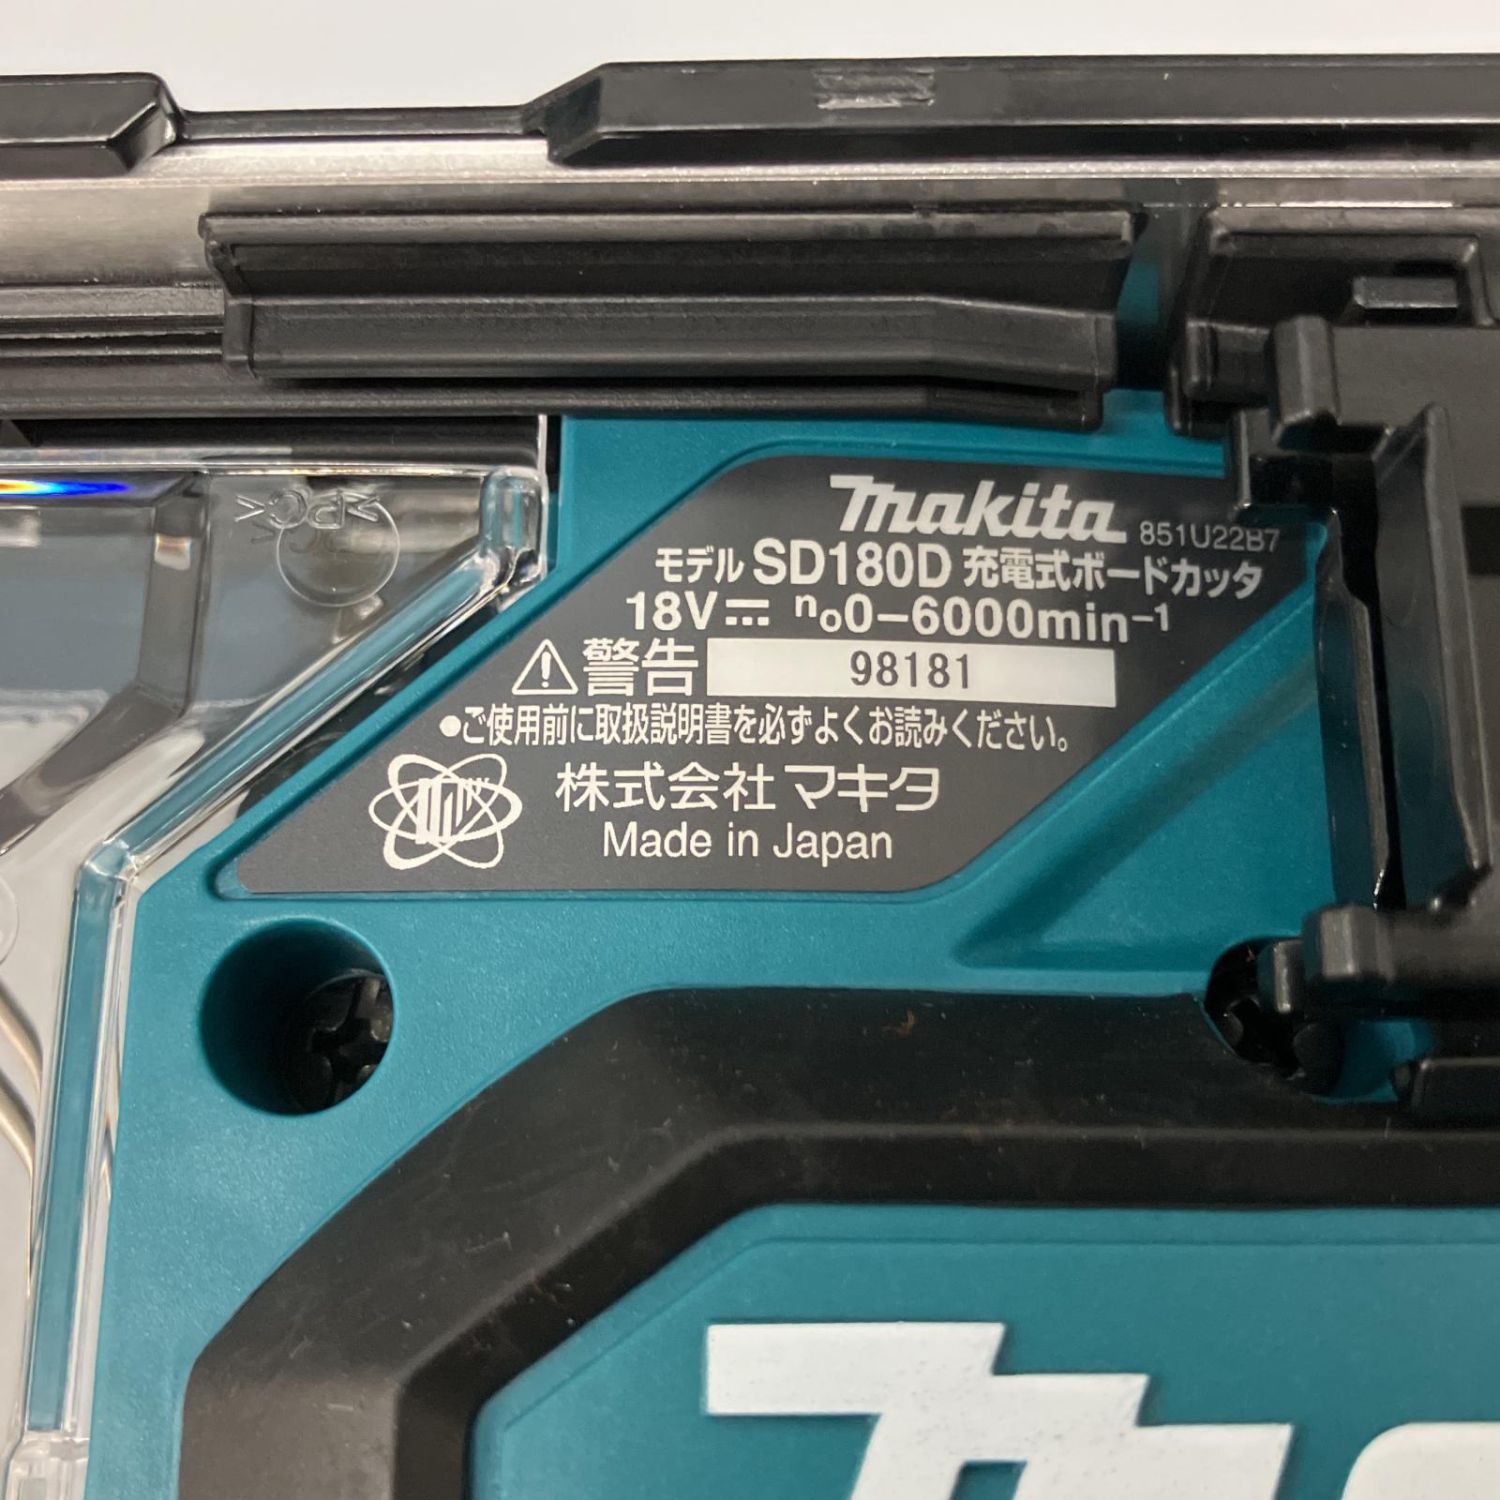 makita 851U22B7
モデル SD180D 充電式ボードカッタ
18V⎓ n₀0–6000min⁻¹
⚠警告 98181
●ご使用前に取扱説明書を必ずよくお読みください。
株式会社マキタ
Made in Japan
>PC<